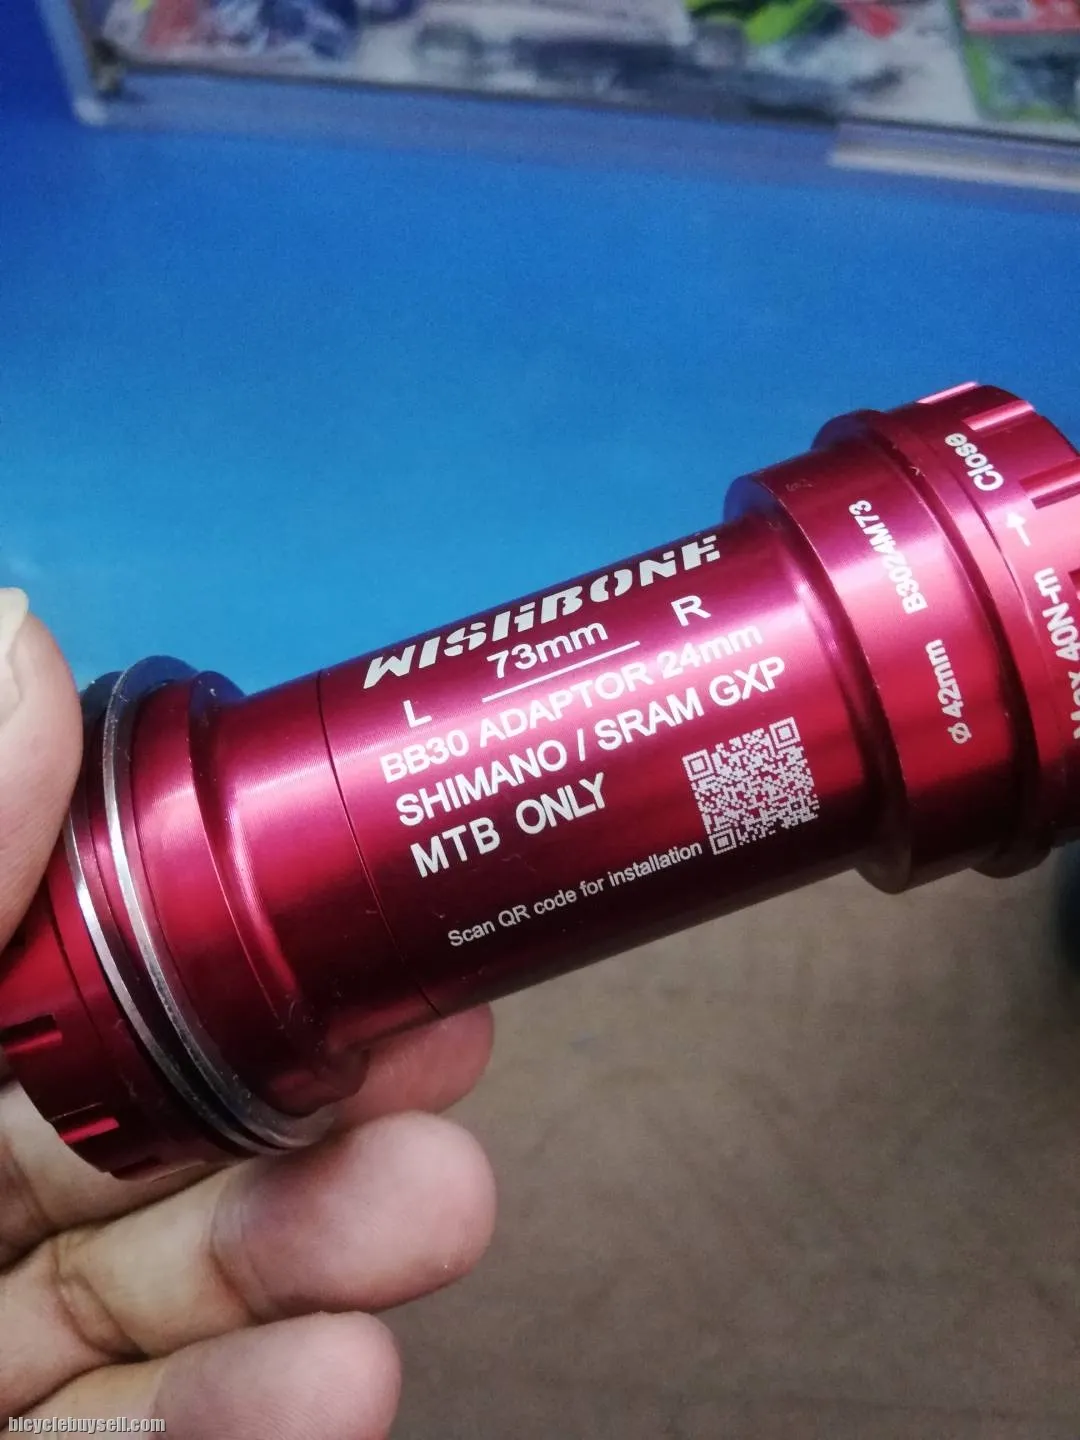 WISHBONE
L 73mm R
BB30 ADAPTOR 24mm
SHIMANO / SRAM GXP
MTB ONLY
Scan QR code for installation
B3024M73
Ø 42mm
Close
Max 40N-m
bicyclebuysell.com